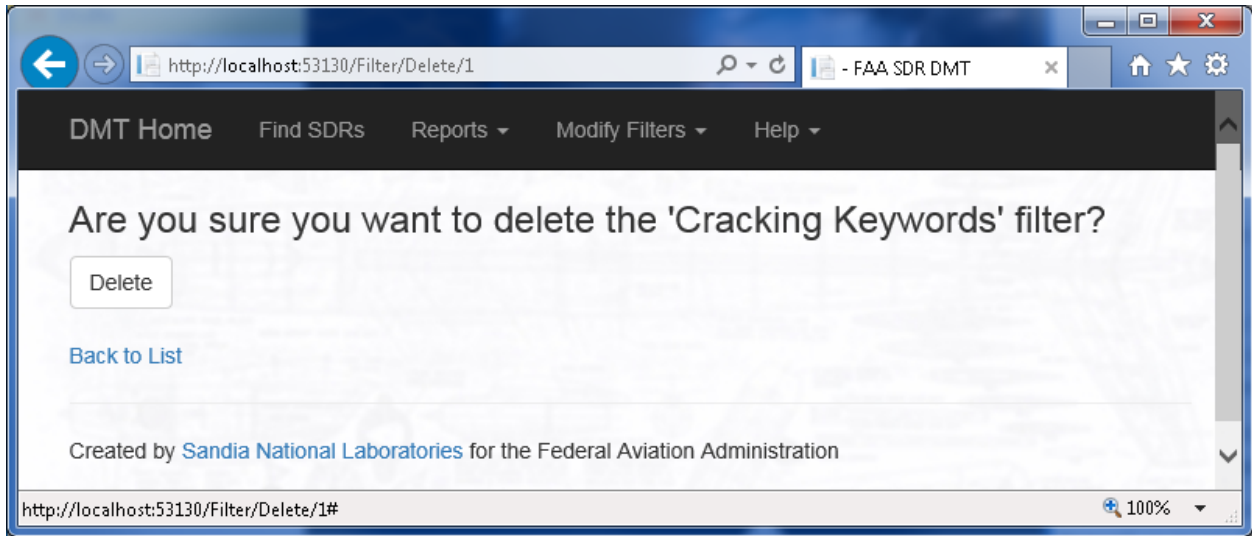 http://localhost:53130/Filter/Delete/1
- FAA SDR DMT
DMT Home Find SDRs Reports Modify Filters Help
Are you sure you want to delete the 'Cracking Keywords' filter?
Delete
Back to List
Created by Sandia National Laboratories for the Federal Aviation Administration
http://localhost:53130/Filter/Delete/1#
100%